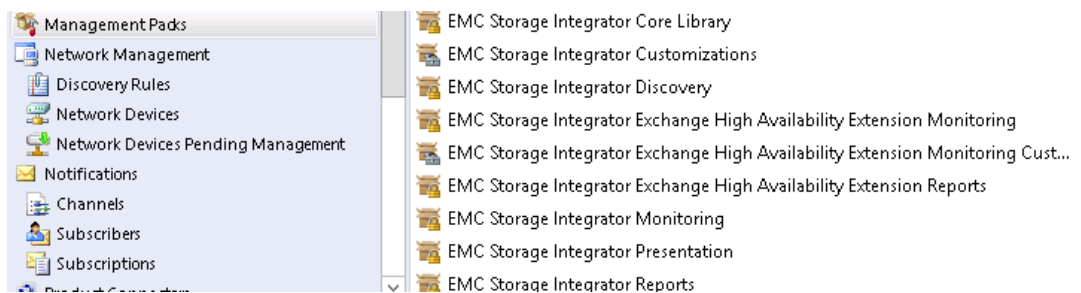 Management Packs
Network Management
Discovery Rules
Network Devices
Network Devices Pending Management
Notifications
Channels
Subscribers
Subscriptions
EMC Storage Integrator Core Library
EMC Storage Integrator Customizations
EMC Storage Integrator Discovery
EMC Storage Integrator Exchange High Availability Extension Monitoring
EMC Storage Integrator Exchange High Availability Extension Monitoring Cust...
EMC Storage Integrator Exchange High Availability Extension Reports
EMC Storage Integrator Monitoring
EMC Storage Integrator Presentation
EMC Storage Integrator Reports